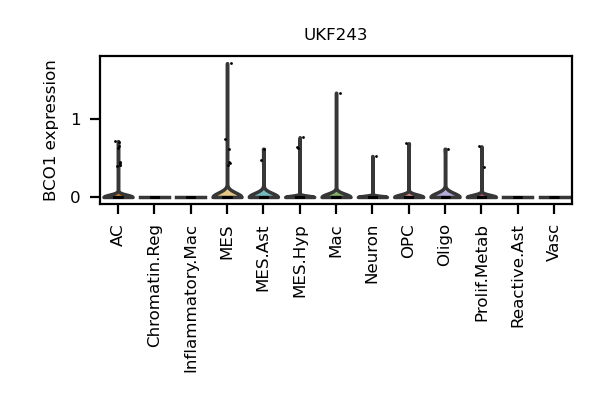 UKF243
BCO1 expression
1
0
AC
Chromatin.Reg
Inflammatory.Mac
MES
MES.Ast
MES.Hyp
Mac
Neuron
OPC
Oligo
Prolif.Metab
Reactive.Ast
Vasc